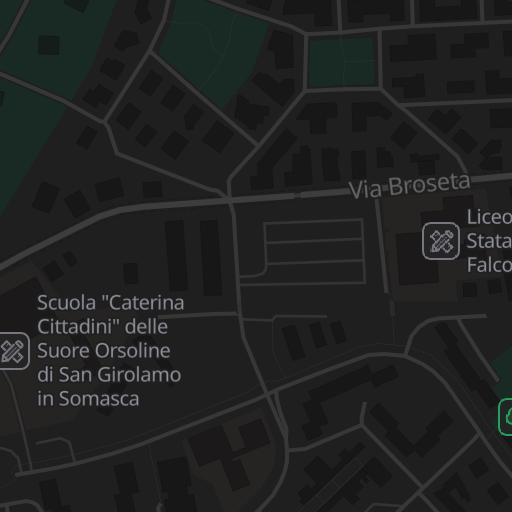 Via Broseta
Liceo
Stata
Falco
Scuola "Caterina
Cittadini" delle
Suore Orsoline
di San Girolamo
in Somasca